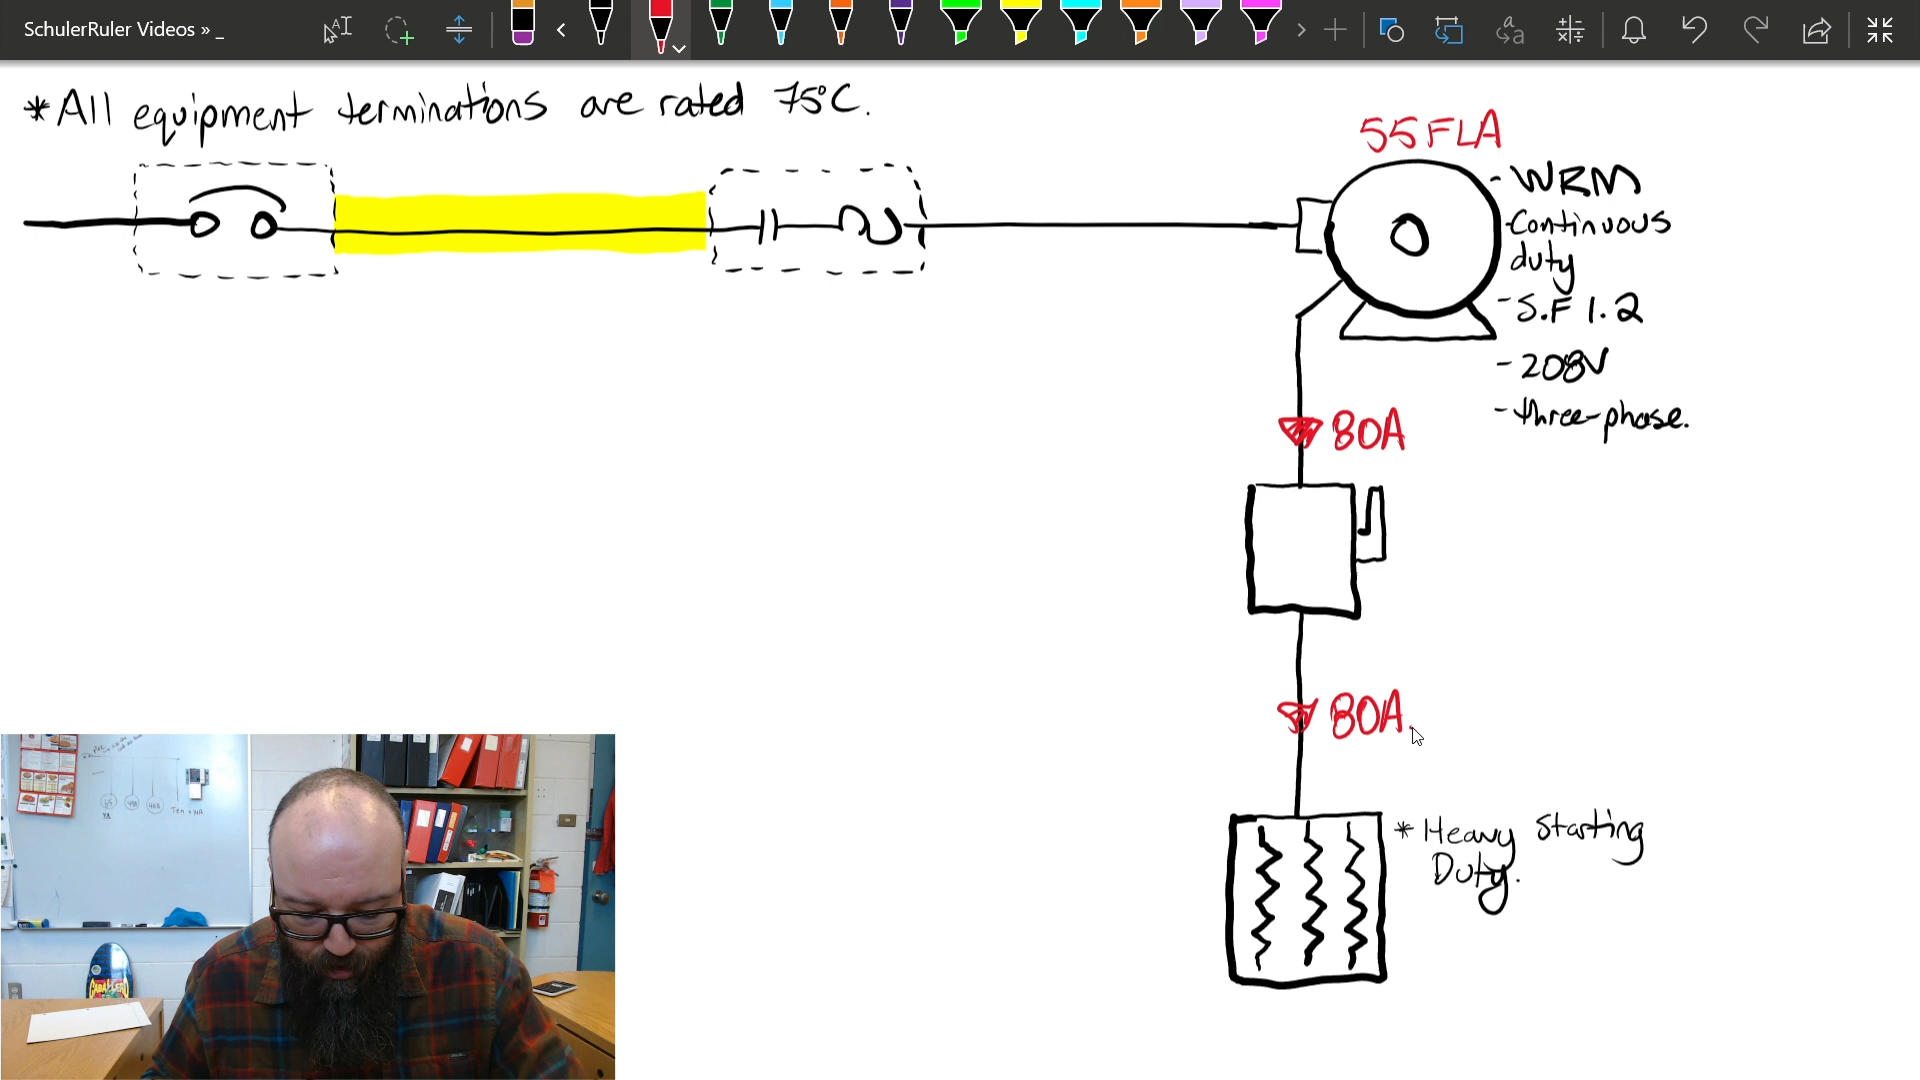 SchulerRuler Videos » _
*All equipment terminations are rated 75°C.
55 FLA
- WRM
- Continuous
duty
- S.F 1.2
- 208V
- three-phase.
80A
80A
* Heavy Starting
Duty.